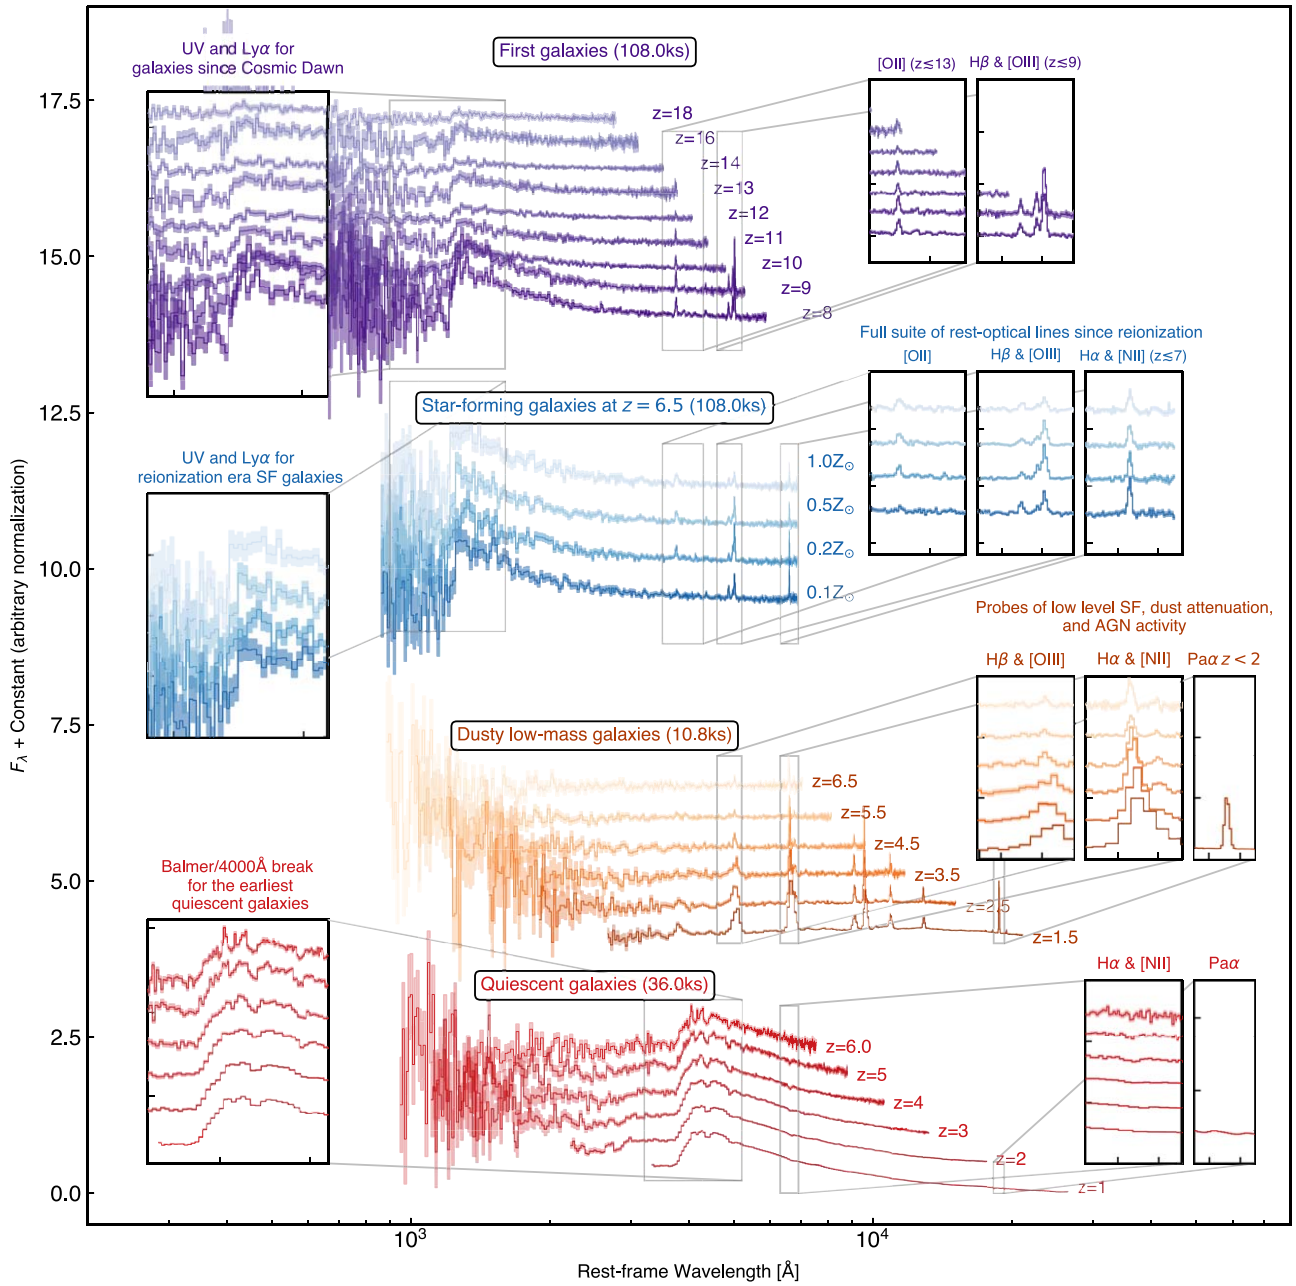 UV and Lyα for
galaxies since Cosmic Dawn
First galaxies (108.0ks)
[OII] (z≲13)
Hβ & [OIII] (z≲9)
17.5
z=18
z=16
z=14
z=13
z=12
15.0
z=11
z=10
z=9
z=8
Full suite of rest-optical lines since reionization
[OII]
Hβ & [OIII]
Hα & [NII] (z≲7)
12.5
Star-forming galaxies at z = 6.5 (108.0ks)
UV and Lyα for
reionization era SF galaxies
1.0Z⊙
0.5Z⊙
0.2Z⊙
0.1Z⊙
10.0
Probes of low level SF, dust attenuation,
and AGN activity
Hβ & [OIII]
Hα & [NII]
Paα z < 2
7.5
Dusty low-mass galaxies (10.8ks)
z=6.5
z=5.5
z=4.5
z=3.5
z=2.5
z=1.5
5.0
Balmer/4000Å break
for the earliest
quiescent galaxies
Quiescent galaxies (36.0ks)
Hα & [NII]
Paα
2.5
z=6.0
z=5
z=4
z=3
z=2
z=1
0.0
10³
10⁴
Rest-frame Wavelength [Å]
Fλ + Constant (arbitrary normalization)